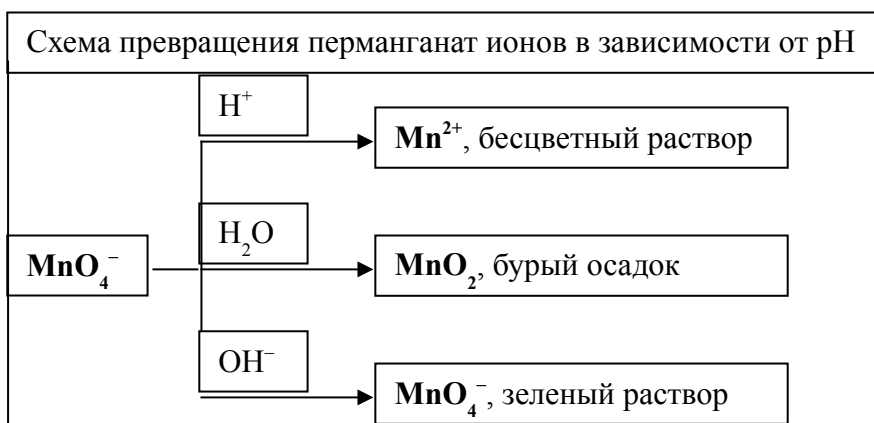 Схема превращения перманганат ионов в зависимости от pH
H⁺
Mn²⁺, бесцветный раствор
H₂O
MnO₄⁻
MnO₂, бурый осадок
OH⁻
MnO₄⁻, зеленый раствор